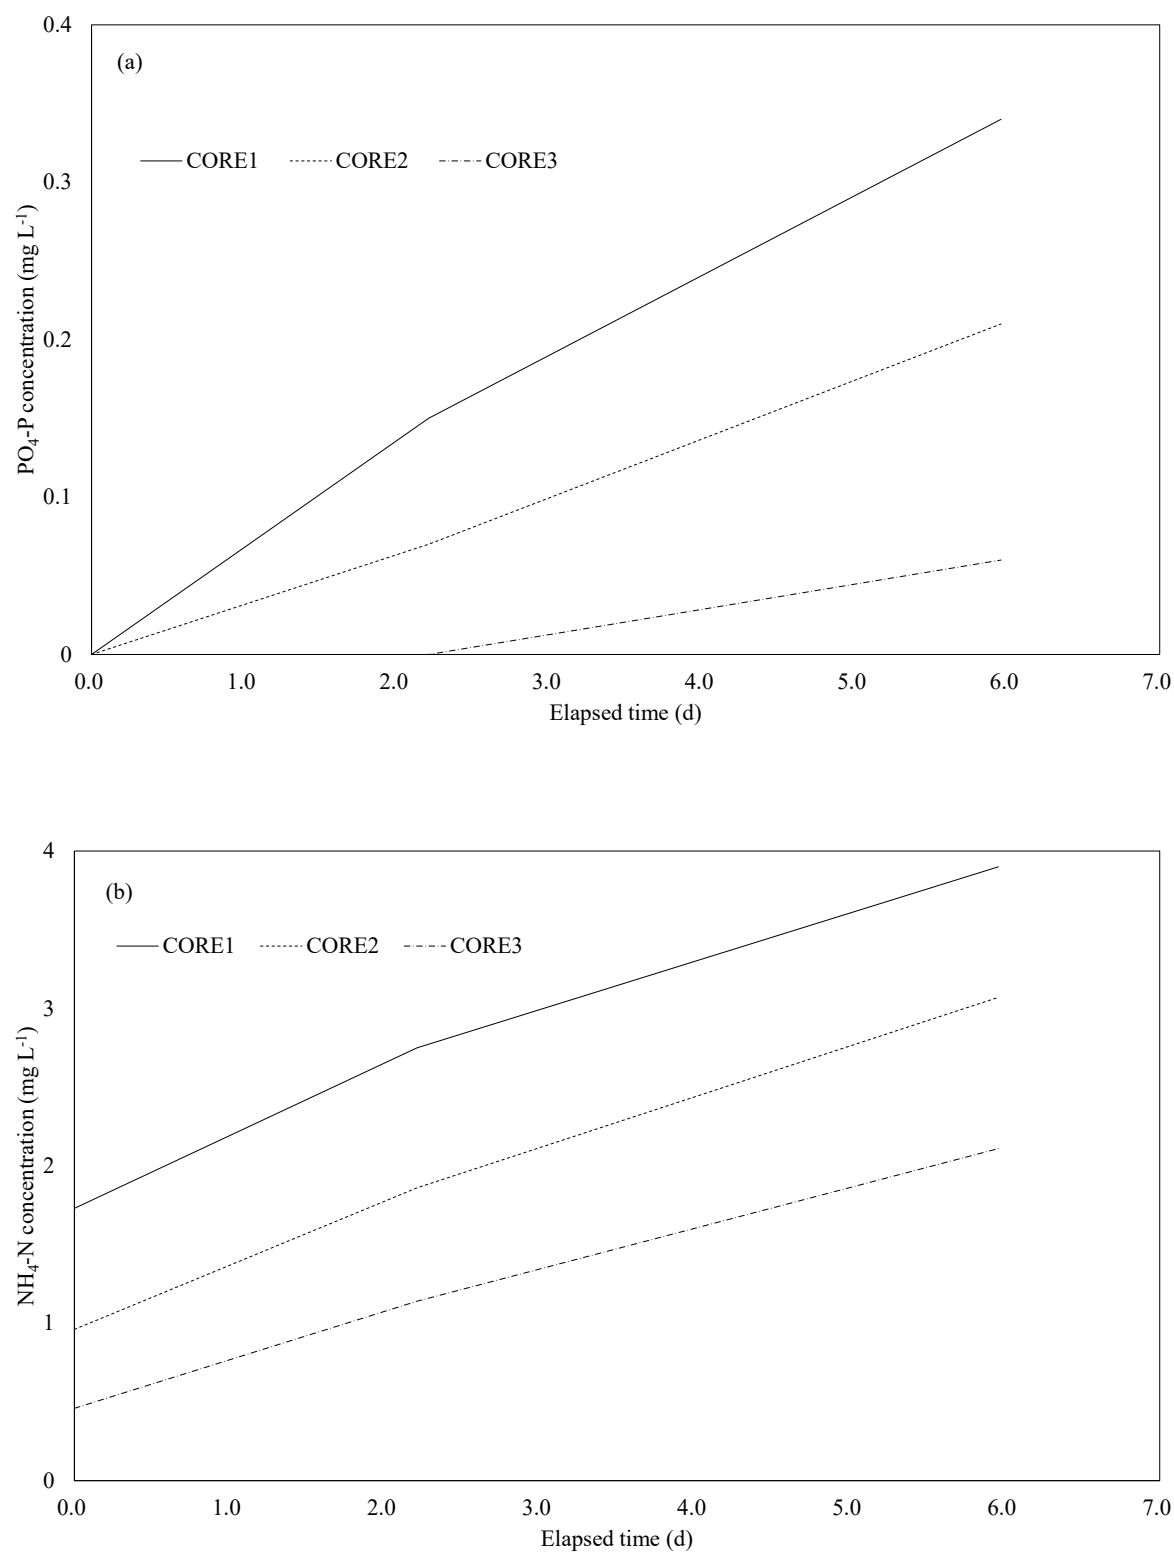 0.4
(a)
CORE1 CORE2 CORE3
0.3
0.2
0.1
0
PO4-P concentration (mg L-1)
0.0 1.0 2.0 3.0 4.0 5.0 6.0 7.0
Elapsed time (d)
4
(b)
CORE1 CORE2 CORE3
3
2
1
0
NH4-N concentration (mg L-1)
0.0 1.0 2.0 3.0 4.0 5.0 6.0 7.0
Elapsed time (d)